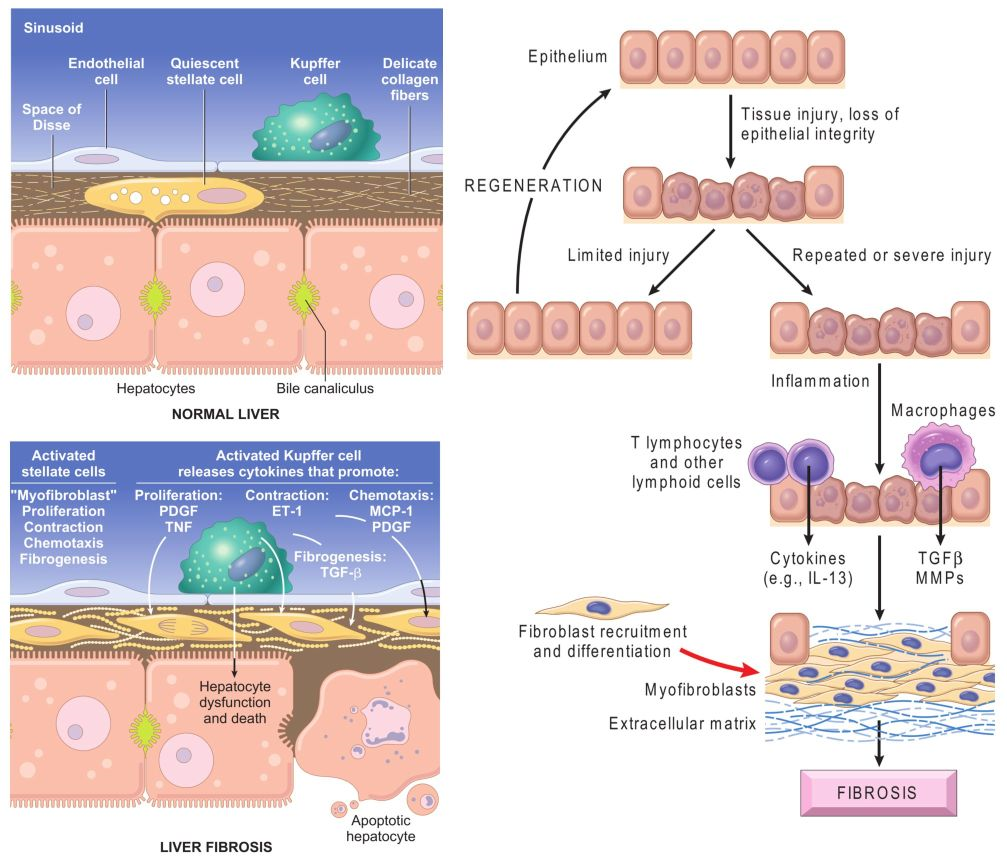 Sinusoid
Endothelial
cell
Quiescent
stellate cell
Kupffer
cell
Delicate
collagen
fibers
Space of
Disse
Hepatocytes
Bile canaliculus
NORMAL LIVER
Activated
stellate cells
"Myofibroblast"
Proliferation
Contraction
Chemotaxis
Fibrogenesis
Activated Kupffer cell
releases cytokines that promote:
Proliferation:
PDGF
TNF
Contraction:
ET-1
Chemotaxis:
MCP-1
PDGF
Fibrogenesis:
TGF-β
Hepatocyte
dysfunction
and death
Apoptotic
hepatocyte
LIVER FIBROSIS
Epithelium
Tissue injury, loss of
epithelial integrity
REGENERATION
Limited injury
Repeated or severe injury
Inflammation
Macrophages
T lymphocytes
and other
lymphoid cells
Cytokines
(e.g., IL-13)
TGFβ
MMPs
Fibroblast recruitment
and differentiation
Myofibroblasts
Extracellular matrix
FIBROSIS